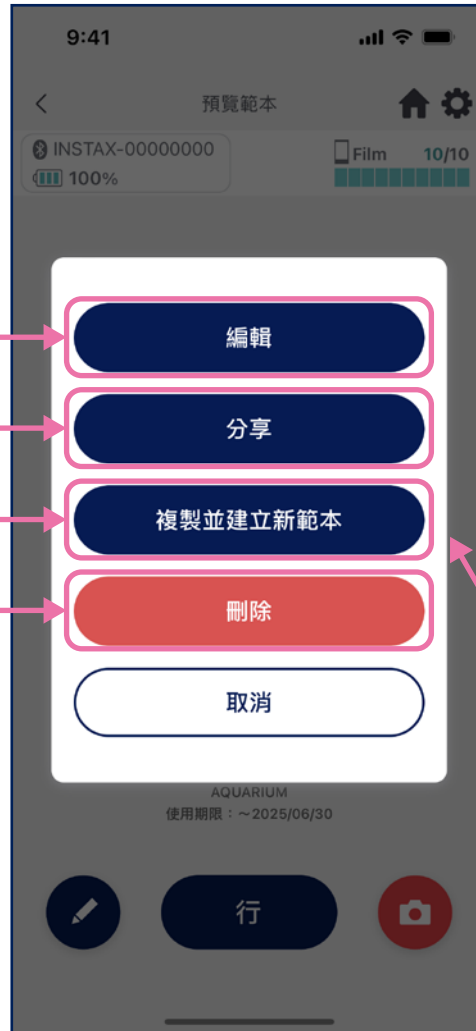 9:41
預覽範本
INSTAX-00000000
100%
Film 10/10
編輯
分享
複製並建立新範本
刪除
取消
AQUARIUM
使用期限：～2025/06/30
行